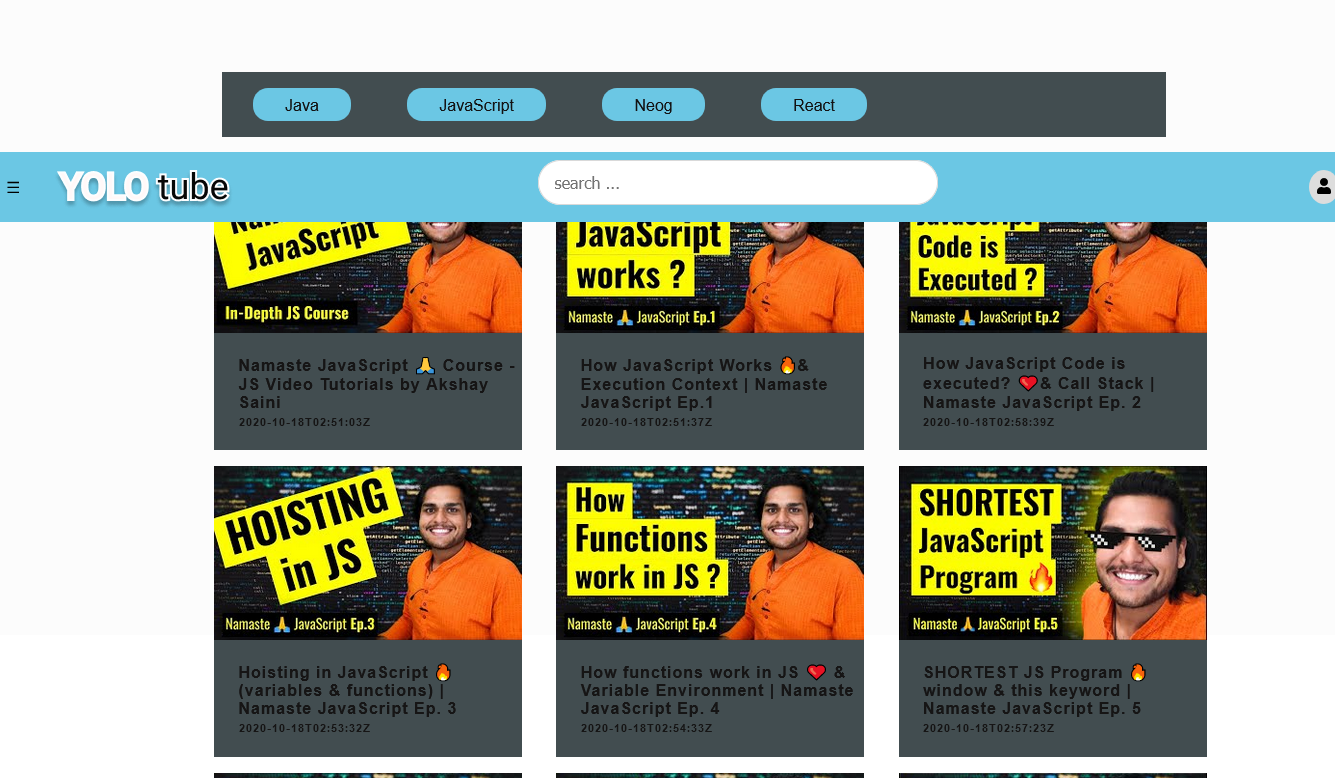 Java JavaScript Neog React
☰ YOLO tube search ...
JavaScript
In-Depth JS Course
JavaScript
works ?
Namaste 🙏 JavaScript Ep.1
JavaScript
Code is
Executed ?
Namaste 🙏 JavaScript Ep.2
Namaste JavaScript 🙏 Course -
JS Video Tutorials by Akshay
Saini
2020-10-18T02:51:03Z
How JavaScript Works 🔥&
Execution Context | Namaste
JavaScript Ep.1
2020-10-18T02:51:37Z
How JavaScript Code is
executed? ❤️& Call Stack |
Namaste JavaScript Ep. 2
2020-10-18T02:58:39Z
HOISTING
in JS
Namaste 🙏 JavaScript Ep.3
How
Functions
work in JS ?
Namaste 🙏 JavaScript Ep.4
SHORTEST
JavaScript
Program 🔥
Namaste 🙏 JavaScript Ep.5
Hoisting in JavaScript 🔥
(variables & functions) |
Namaste JavaScript Ep. 3
2020-10-18T02:53:32Z
How functions work in JS ❤️ &
Variable Environment | Namaste
JavaScript Ep. 4
2020-10-18T02:54:33Z
SHORTEST JS Program 🔥
window & this keyword |
Namaste JavaScript Ep. 5
2020-10-18T02:57:23Z